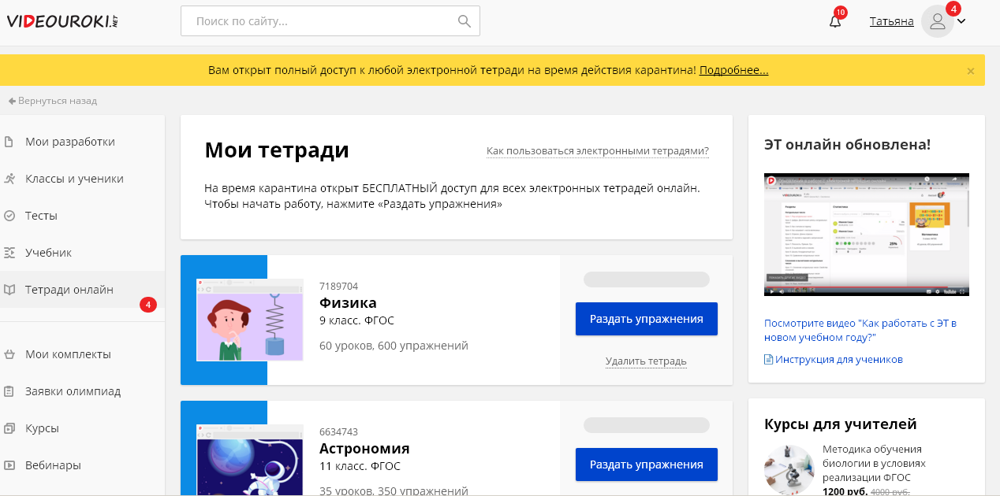 VIDEOUROKI.NET
Поиск по сайту...
10
Татьяна
4
Вам открыт полный доступ к любой электронной тетради на время действия карантина! Подробнее...
Вернуться назад
Мои разработки
Классы и ученики
Тесты
Учебник
Тетради онлайн
4
Мои комплекты
Заявки олимпиад
Курсы
Вебинары
Мои тетради
Как пользоваться электронными тетрадями?
На время карантина открыт БЕСПЛАТНЫЙ доступ для всех электронных тетрадей онлайн.
Чтобы начать работу, нажмите «Раздать упражнения»
7189704
Физика
9 класс. ФГОС
60 уроков, 600 упражнений
Раздать упражнения
Удалить тетрадь
6634743
Астрономия
11 класс. ФГОС
35 уроков, 350 упражнений
Раздать упражнения
ЭТ онлайн обновлена!
Посмотрите видео "Как работать с ЭТ в
новом учебном году?"
Инструкция для учеников
Курсы для учителей
Методика обучения
биологии в условиях
реализации ФГОС
1200 руб. 4000 руб.